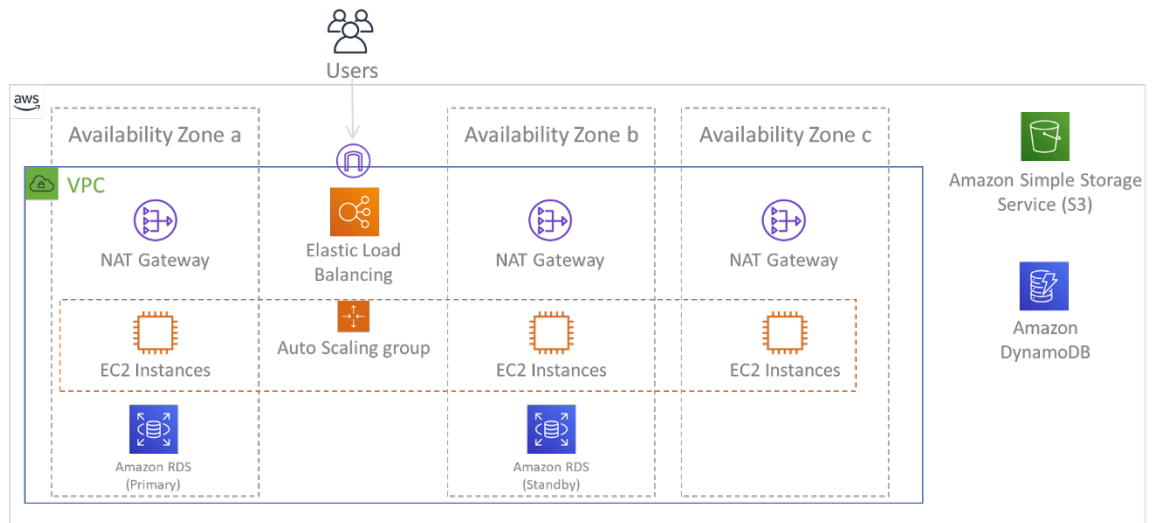 Users
aws
Availability Zone a
Availability Zone b
Availability Zone c
VPC
Amazon Simple Storage
Service (S3)
NAT Gateway
Elastic Load
Balancing
NAT Gateway
NAT Gateway
Amazon
DynamoDB
Auto Scaling group
EC2 Instances
EC2 Instances
EC2 Instances
Amazon RDS
(Primary)
Amazon RDS
(Standby)